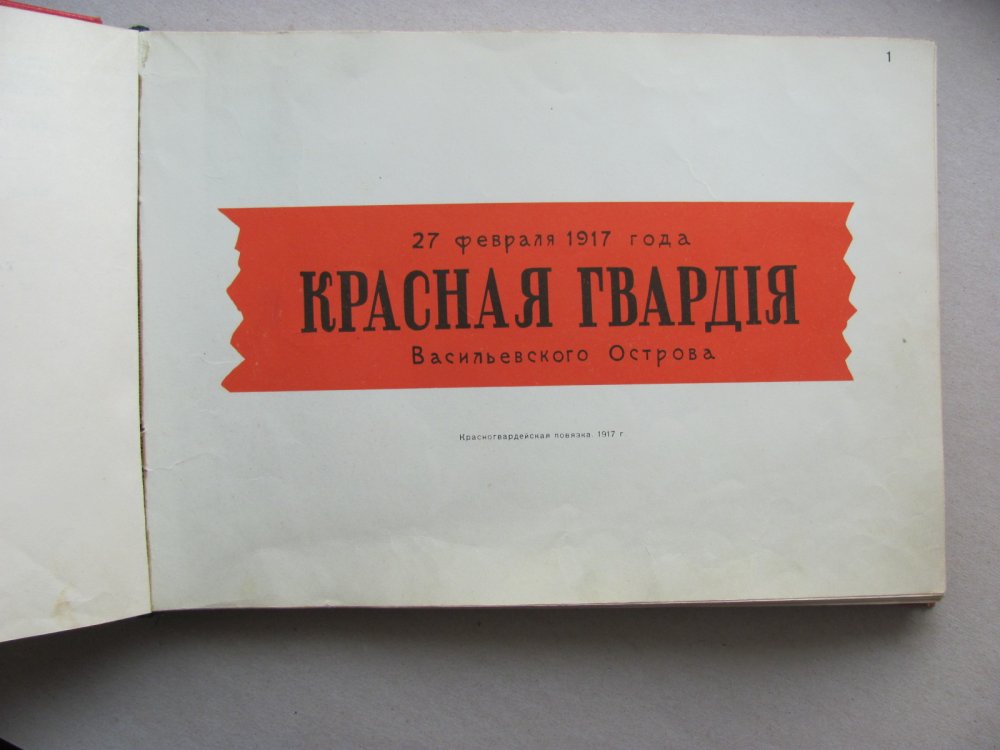 1
27 февраля 1917 года
КРАСНАЯ ГВАРДІЯ
Васильевского Острова
Красногвардейская повязка. 1917 г.